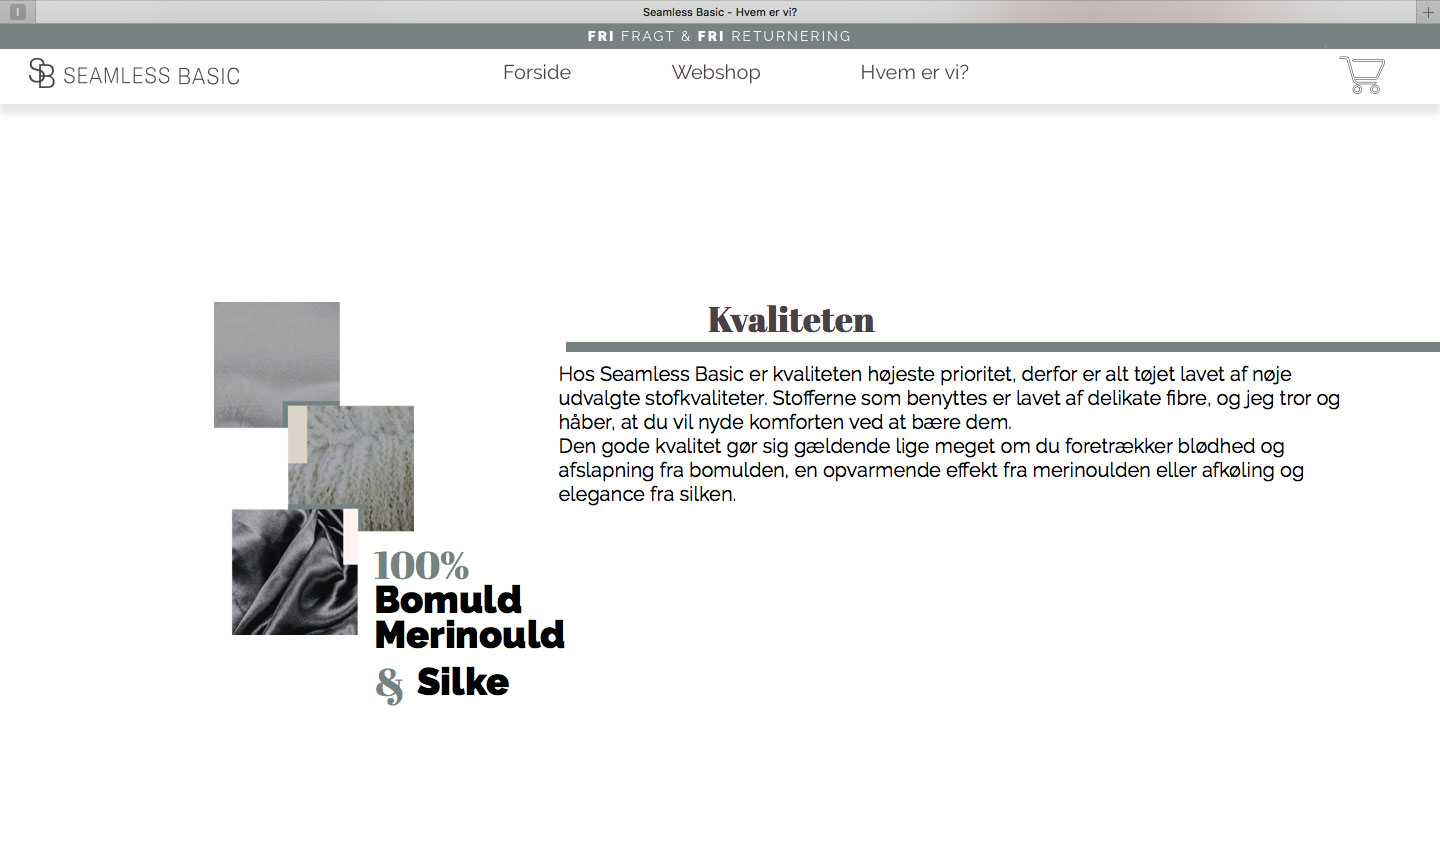 I
Seamless Basic - Hvem er vi?
+
FRI FRAGT & FRI RETURNERING
SB SEAMLESS BASIC
Forside
Webshop
Hvem er vi?
Kvaliteten
Hos Seamless Basic er kvaliteten højeste prioritet, derfor er alt tøjet lavet af nøje
udvalgte stofkvaliteter. Stofferne som benyttes er lavet af delikate fibre, og jeg tror og
håber, at du vil nyde komforten ved at bære dem.
Den gode kvalitet gør sig gældende lige meget om du foretrækker blødhed og
afslapning fra bomulden, en opvarmende effekt fra merinoulden eller afkøling og
elegance fra silken.
100%
Bomuld
Merinould
& Silke